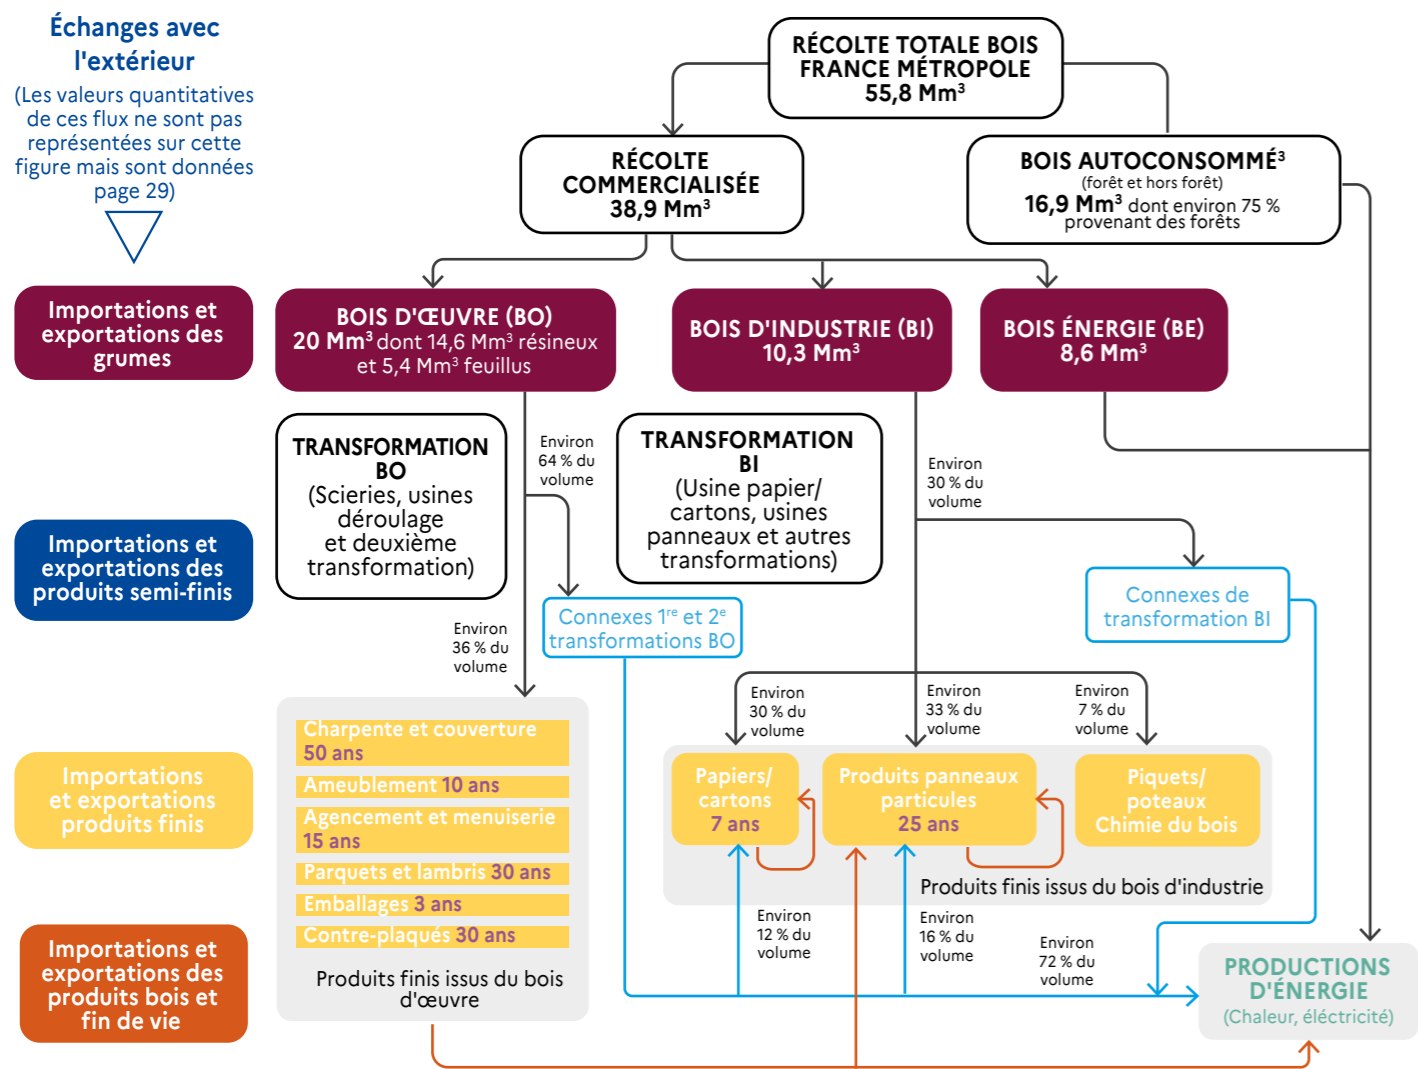 Échanges avec
l'extérieur
(Les valeurs quantitatives
de ces flux ne sont pas
représentées sur cette
figure mais sont données
page 29)
RÉCOLTE TOTALE BOIS
FRANCE MÉTROPOLE
55,8 Mm³
RÉCOLTE
COMMERCIALISÉE
38,9 Mm³
BOIS AUTOCONSOMMÉ³
(forêt et hors forêt)
16,9 Mm³ dont environ 75 %
provenant des forêts
Importations et
exportations des
grumes
BOIS D'ŒUVRE (BO)
20 Mm³ dont 14,6 Mm³ résineux
et 5,4 Mm³ feuillus
BOIS D'INDUSTRIE (BI)
10,3 Mm³
BOIS ÉNERGIE (BE)
8,6 Mm³
TRANSFORMATION
BO
(Scieries, usines
déroulage
et deuxième
transformation)
Environ
64 % du
volume
TRANSFORMATION
BI
(Usine papier/
cartons, usines
panneaux et autres
transformations)
Environ
30 % du
volume
Importations et
exportations des
produits semi-finis
Connexes 1re et 2e
transformations BO
Connexes de
transformation BI
Environ
36 % du
volume
Environ
30 % du
volume
Environ
33 % du
volume
Environ
7 % du
volume
Importations
et exportations
produits finis
Charpente et couverture
50 ans
Ameublement 10 ans
Agencement et menuiserie
15 ans
Parquets et lambris 30 ans
Emballages 3 ans
Contre-plaqués 30 ans
Produits finis issus du bois
d'œuvre
Papiers/
cartons
7 ans
Produits panneaux
particules
25 ans
Piquets/
poteaux
Chimie du bois
Produits finis issus du bois d'industrie
Environ
12 % du
volume
Environ
16 % du
volume
Environ
72 % du
volume
Importations et
exportations des
produits bois et
fin de vie
PRODUCTIONS
D'ÉNERGIE
(Chaleur, éléctricité)